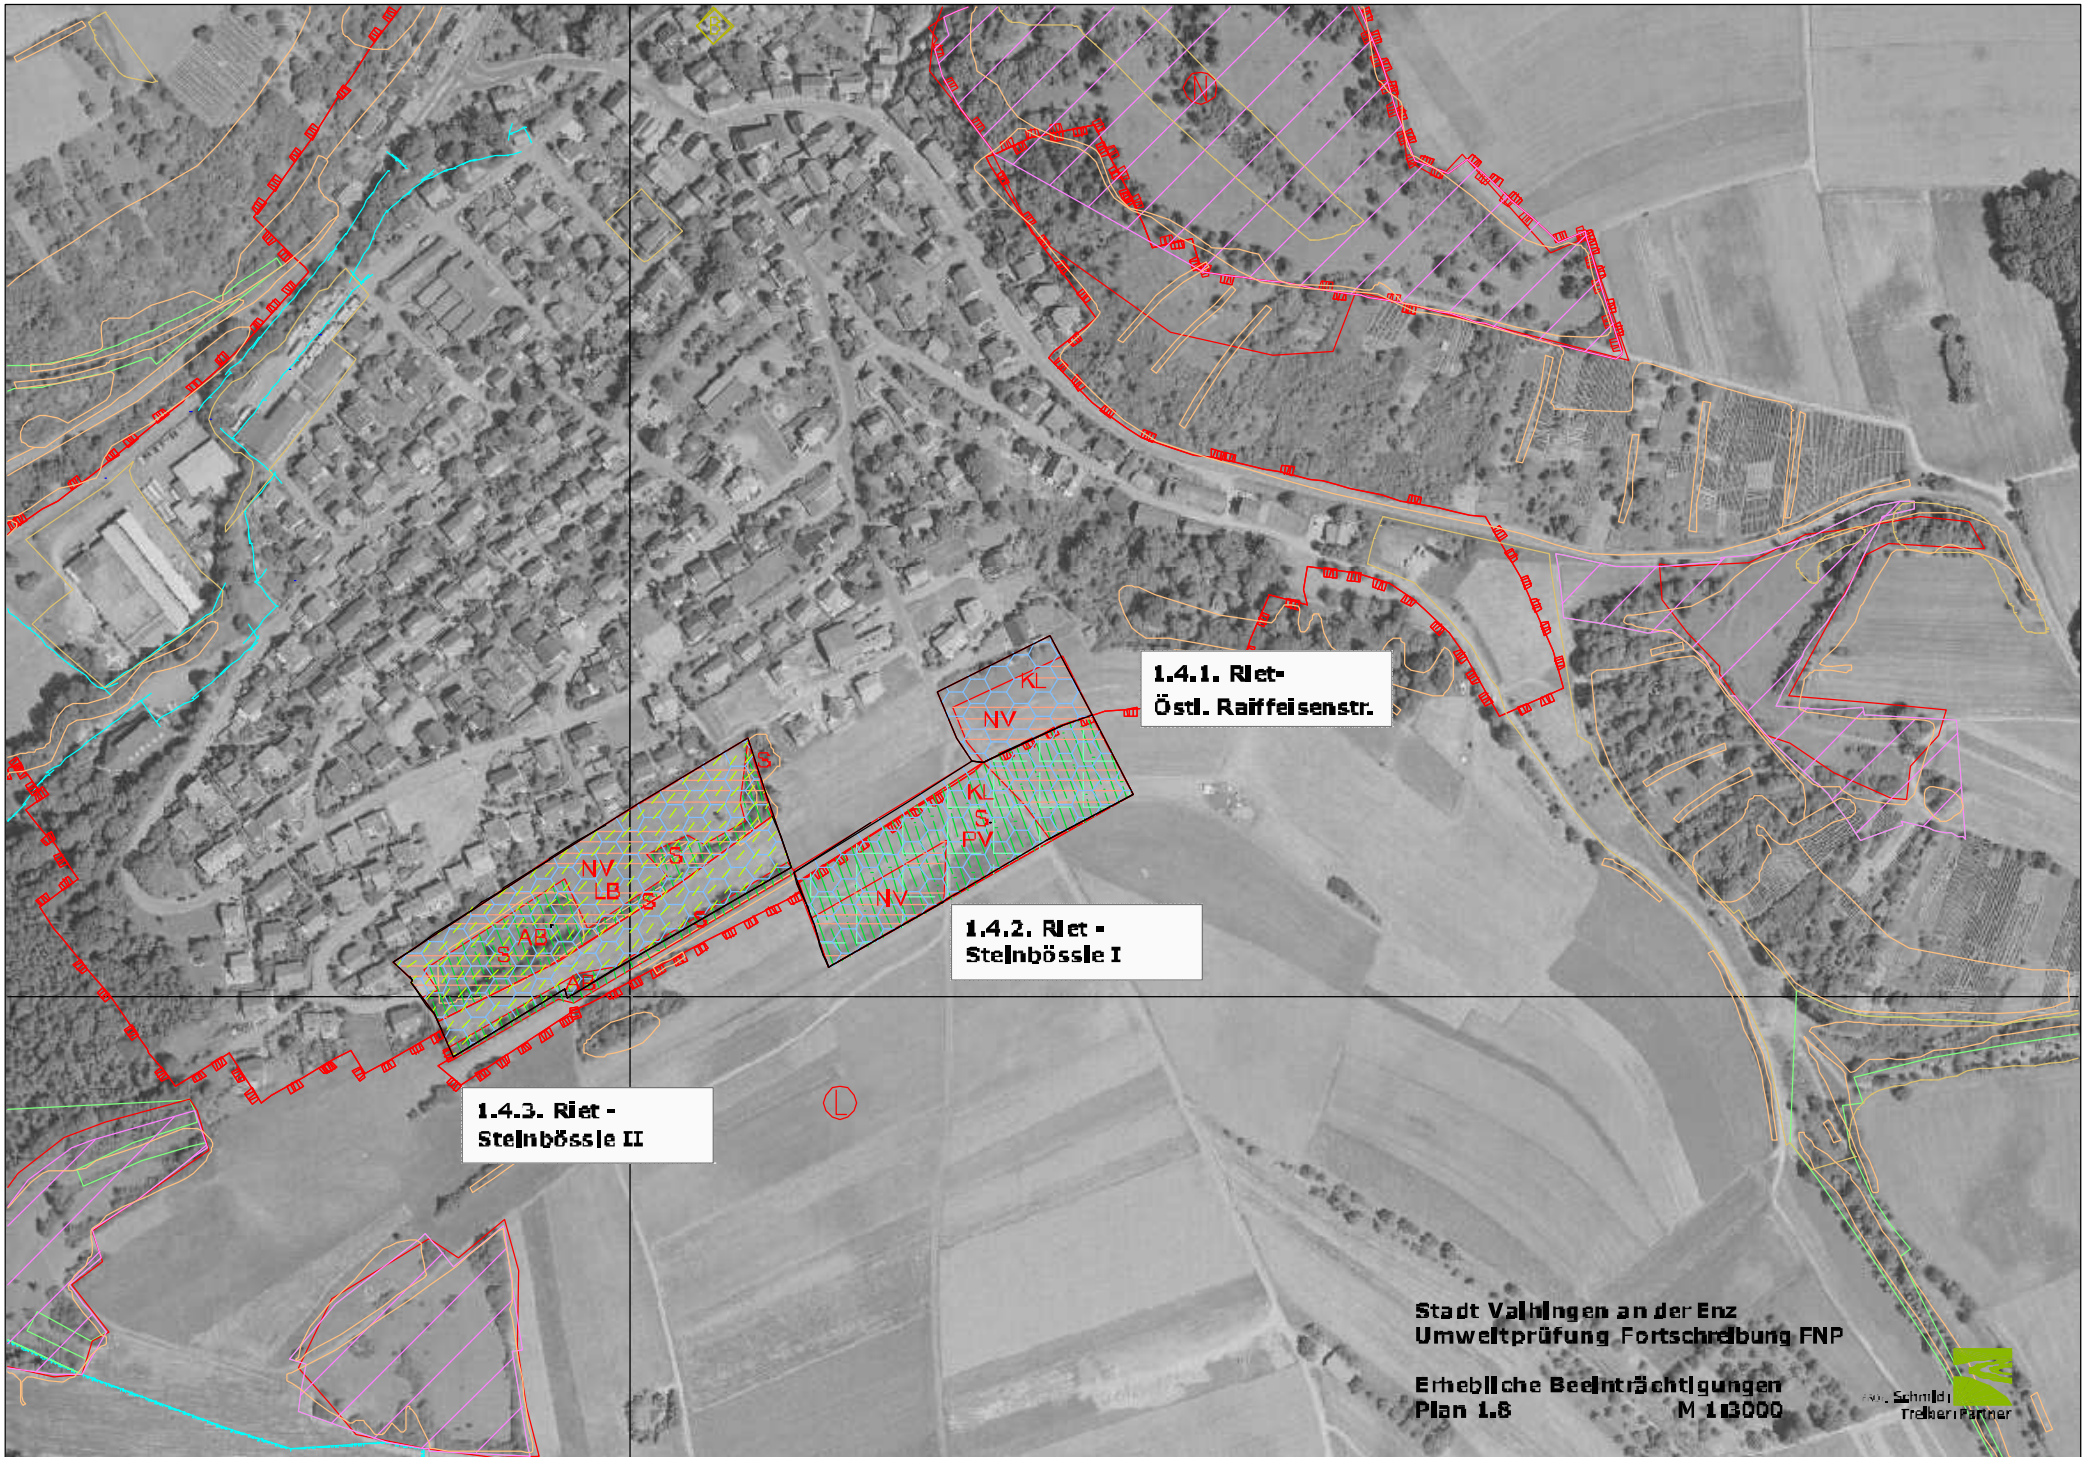 N
1.4.1. Riet-
Östl. Raiffeisenstr.
KL
NV
S
KL
S
PV
NV
NV
LB
S
S
S
AB
S
AB
1.4.2. Riet -
Steinbössle I
1.4.3. Riet -
Steinbössle II
L
Stadt Vaihingen an der Enz
Umweltprüfung Fortschreibung FNP
Erhebliche Beeinträchtigungen
Plan 1.8 M 1:3000
Schmid
Treiber Partner